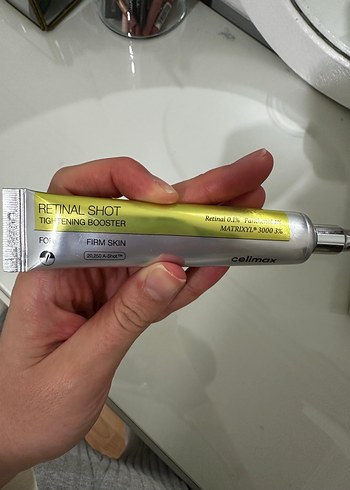 RETINAL SHOT
TIGHTENING BOOSTER
Retinal 0.1%
MATRIXYL® 3000 3%
FIRM SKIN
celimax